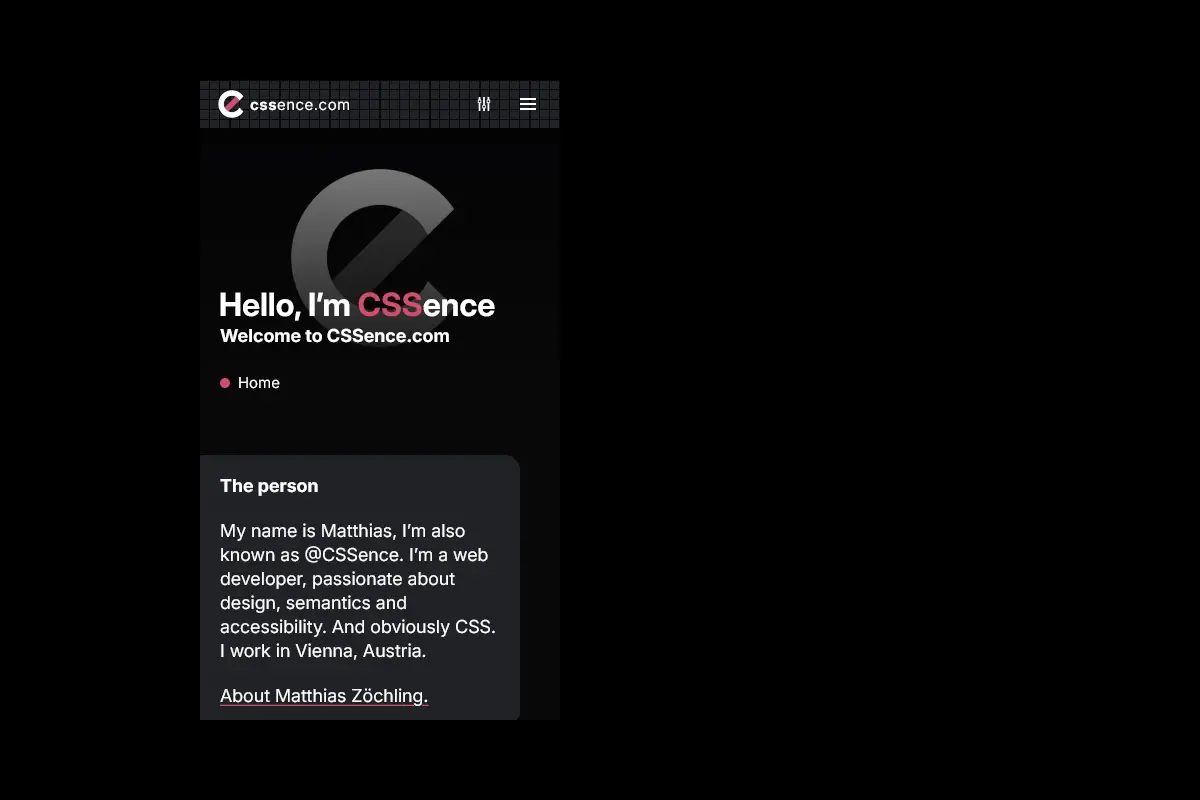 cssence.com
Hello, I’m CSSence
Welcome to CSSence.com
Home
The person
My name is Matthias, I’m also
known as @CSSence. I’m a web
developer, passionate about
design, semantics and
accessibility. And obviously CSS.
I work in Vienna, Austria.
About Matthias Zöchling.